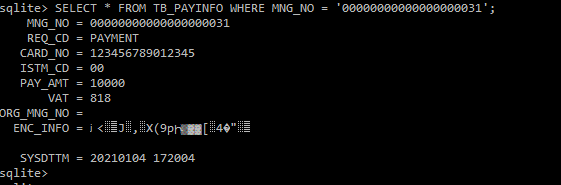 sqlite> SELECT * FROM TB_PAYINFO WHERE MNG_NO = '00000000000000000031';
MNG_NO = 00000000000000000031
REQ_CD = PAYMENT
CARD_NO = 123456789012345
ISTM_CD = 00
PAY_AMT = 10000
VAT = 818
ORG_MNG_NO =
ENC_INFO =
SYSDTTM = 20210104 172004
sqlite>